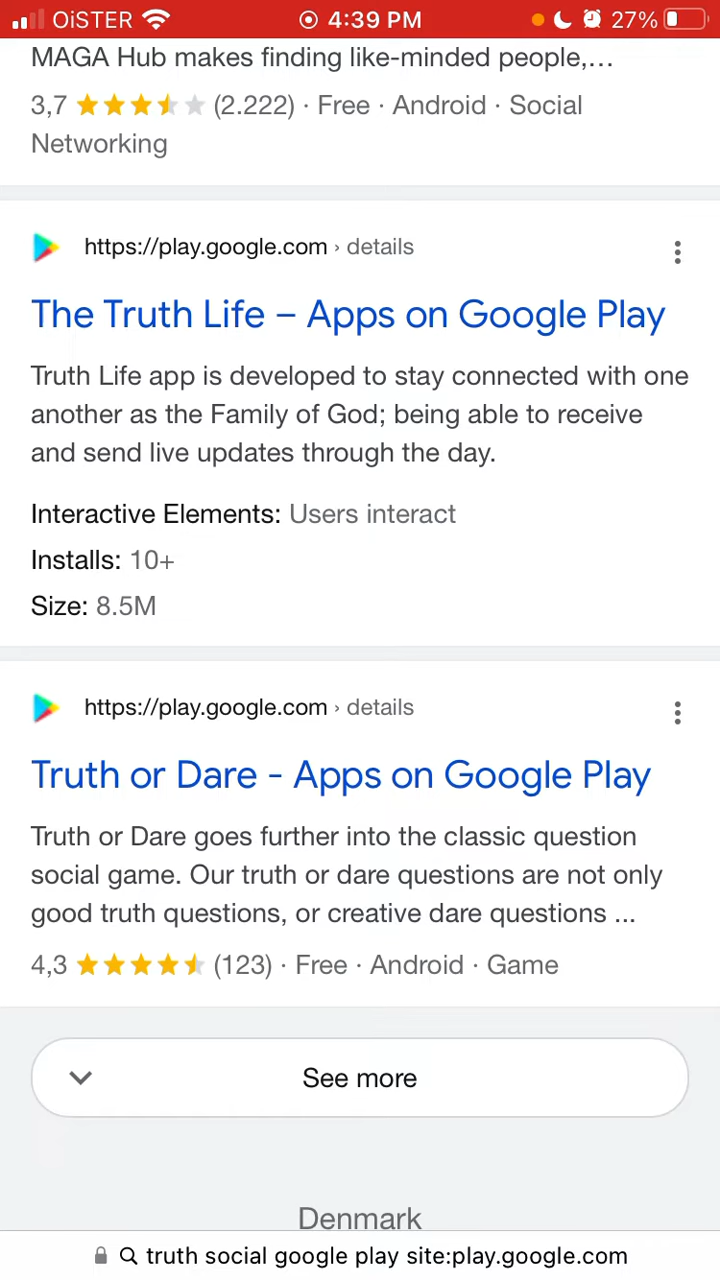 OiSTER 4:39 PM 27%
MAGA Hub makes finding like-minded people,...
3,7 (2.222) · Free · Android · Social
Networking
https://play.google.com › details
The Truth Life – Apps on Google Play
Truth Life app is developed to stay connected with one
another as the Family of God; being able to receive
and send live updates through the day.
Interactive Elements: Users interact
Installs: 10+
Size: 8.5M
https://play.google.com › details
Truth or Dare - Apps on Google Play
Truth or Dare goes further into the classic question
social game. Our truth or dare questions are not only
good truth questions, or creative dare questions ...
4,3 (123) · Free · Android · Game
See more
Denmark
truth social google play site:play.google.com